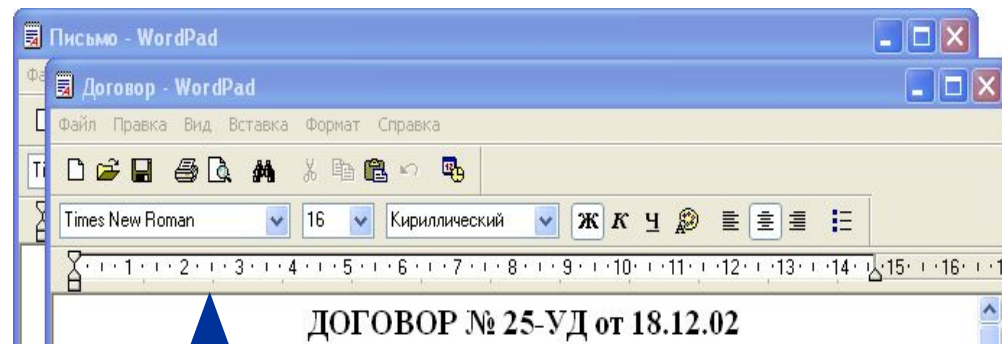 Письмо - WordPad
Договор - WordPad
Файл Правка Вид Вставка Формат Справка
Times New Roman 16 Кириллический Ж К Ч
1 2 3 4 5 6 7 8 9 10 11 12 13 14 15 16
ДОГОВОР № 25-УД от 18.12.02